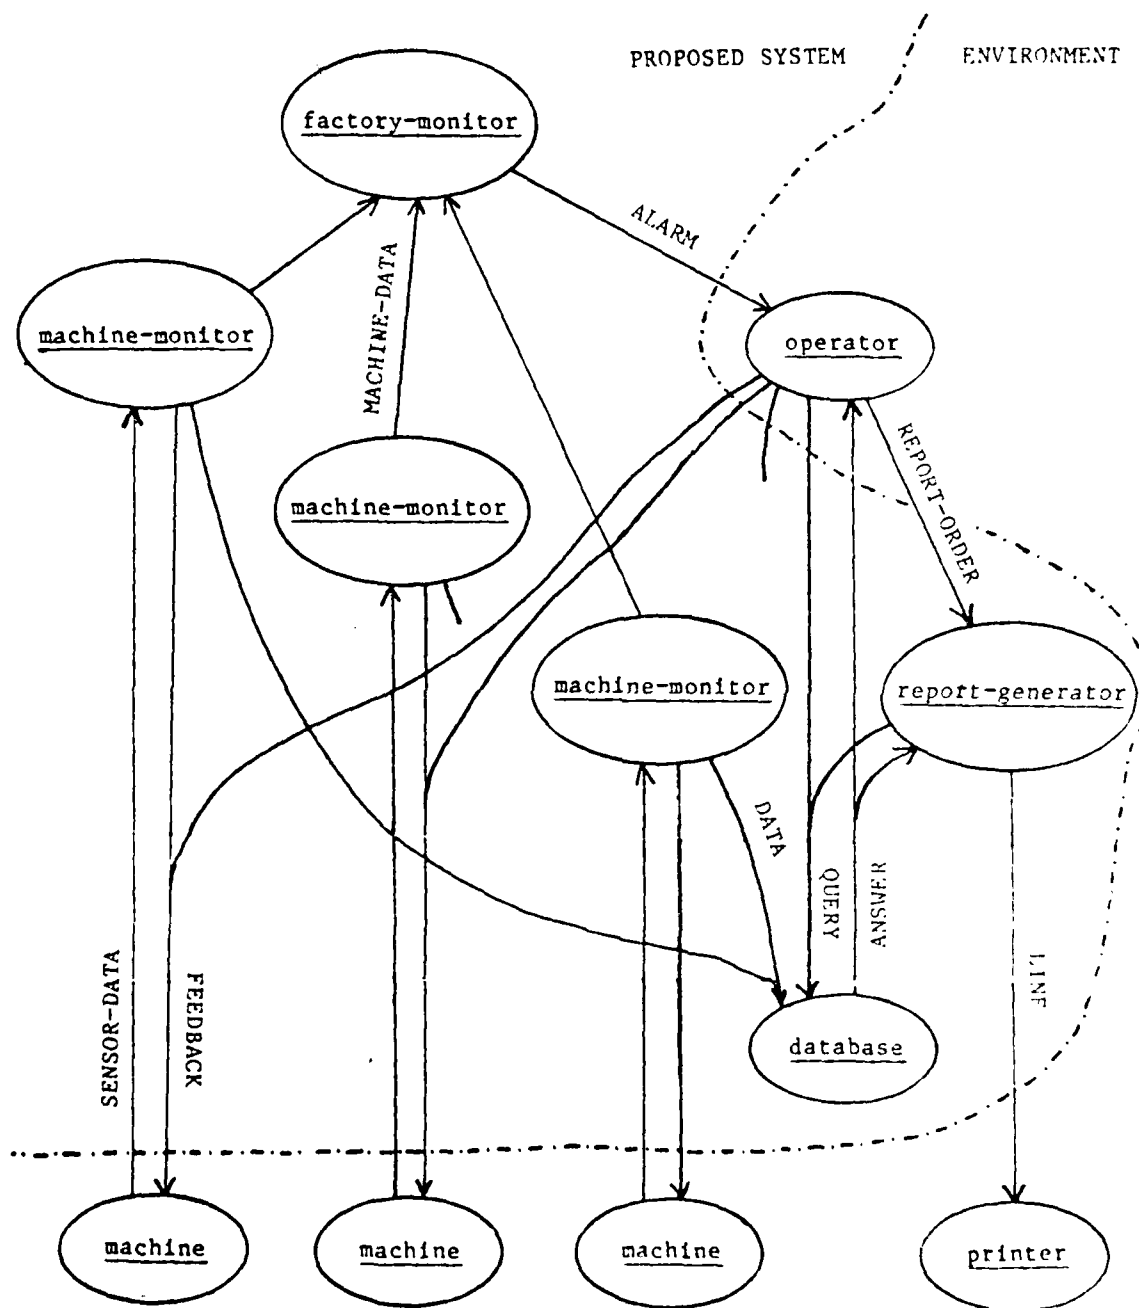 PROPOSED SYSTEM
ENVIRONMENT
factory-monitor
ALARM
MACHINE-DATA
machine-monitor
operator
machine-monitor
REPORT-ORDER
machine-monitor
report-generator
DATA
QUERY
ANSWER
LINE
SENSOR-DATA
FEEDBACK
database
machine
machine
machine
printer